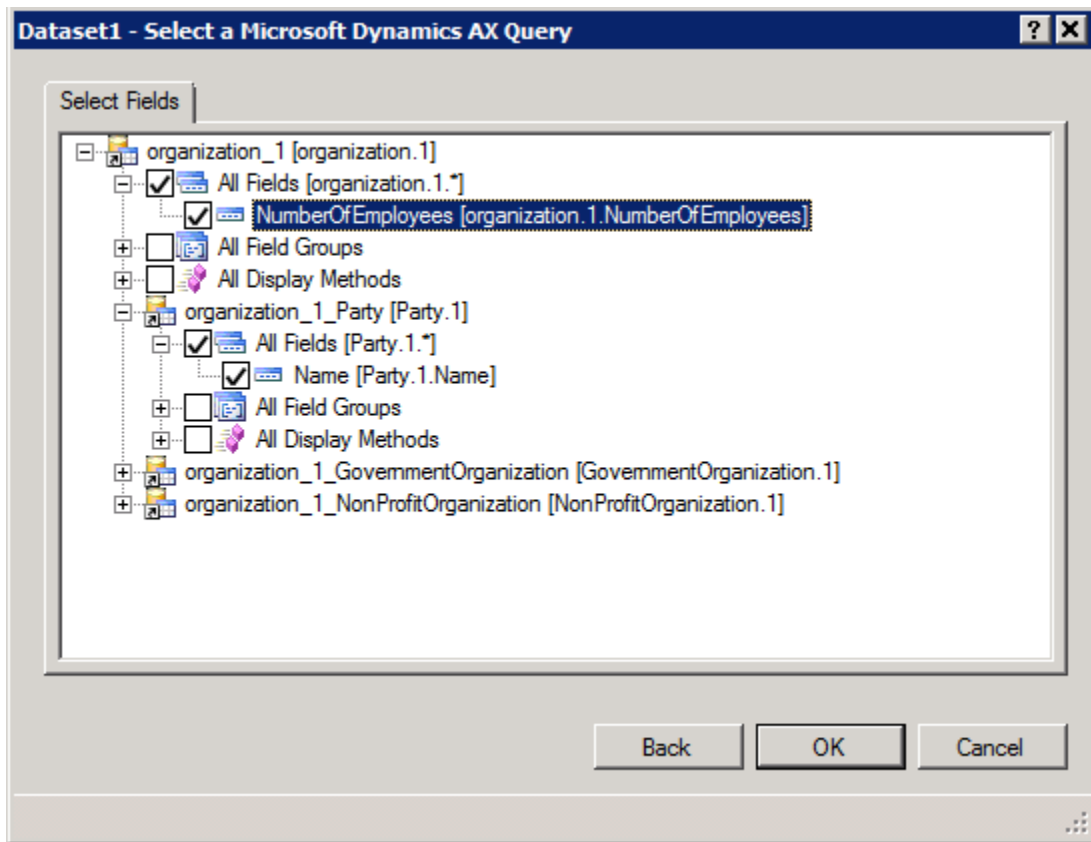 Dataset1 - Select a Microsoft Dynamics AX Query
Select Fields
organization_1 [organization.1]
All Fields [organization.1.*]
NumberOfEmployees [organization.1.NumberOfEmployees]
All Field Groups
All Display Methods
organization_1_Party [Party.1]
All Fields [Party.1.*]
Name [Party.1.Name]
All Field Groups
All Display Methods
organization_1_GovernmentOrganization [GovernmentOrganization.1]
organization_1_NonProfitOrganization [NonProfitOrganization.1]
Back OK Cancel